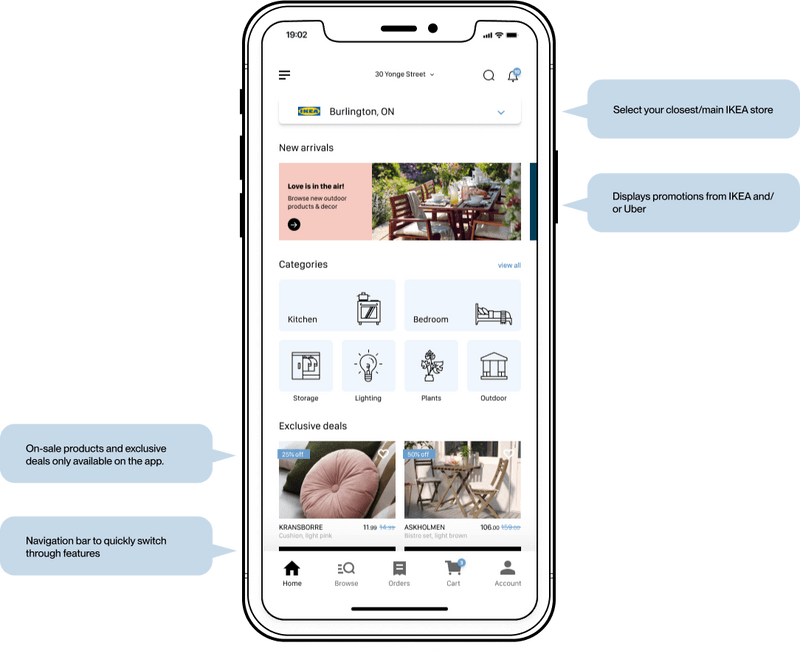 19:02
30 Yonge Street
IKEA
Burlington, ON
Select your closest/main IKEA store
New arrivals
Love is in the air!
Browse new outdoor
products & decor
Displays promotions from IKEA and/
or Uber
Categories
view all
Kitchen
Bedroom
Storage
Lighting
Plants
Outdoor
Exclusive deals
On-sale products and exclusive
deals only available on the app.
25% off
50% off
KRANSBORRE
11.99 14.99
Cushion, light pink
ASKHOLMEN
106.00 159.00
Bistro set, light brown
Navigation bar to quickly switch
through features
Home
Browse
Orders
Cart
Account